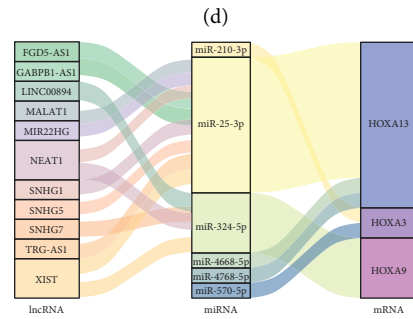 (d)
FGD5-AS1
GABPB1-AS1
LINC00894
MALAT1
MIR22HG
NEAT1
SNHG1
SNHG5
SNHG7
TRG-AS1
XIST
lncRNA
miR-210-3p
miR-25-3p
miR-324-5p
miR-4668-5p
miR-4768-5p
miR-570-5p
miRNA
HOXA13
HOXA3
HOXA9
mRNA